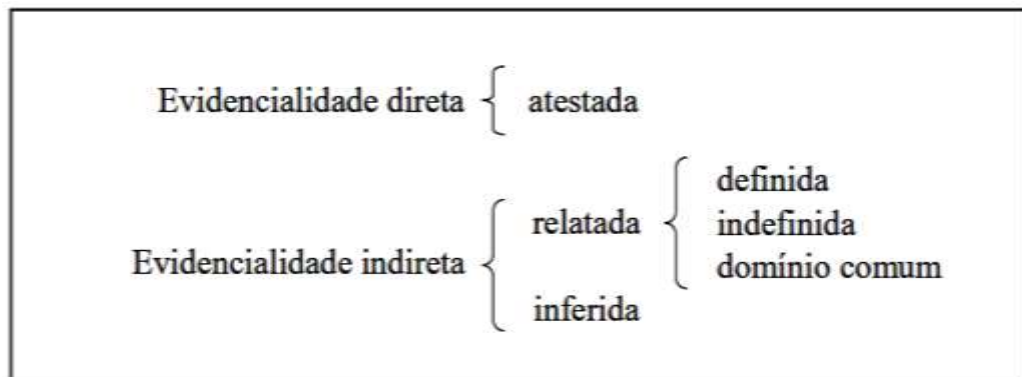 Evidencialidade direta { atestada
definida
relatada { indefinida
Evidencialidade indireta { domínio comum
inferida